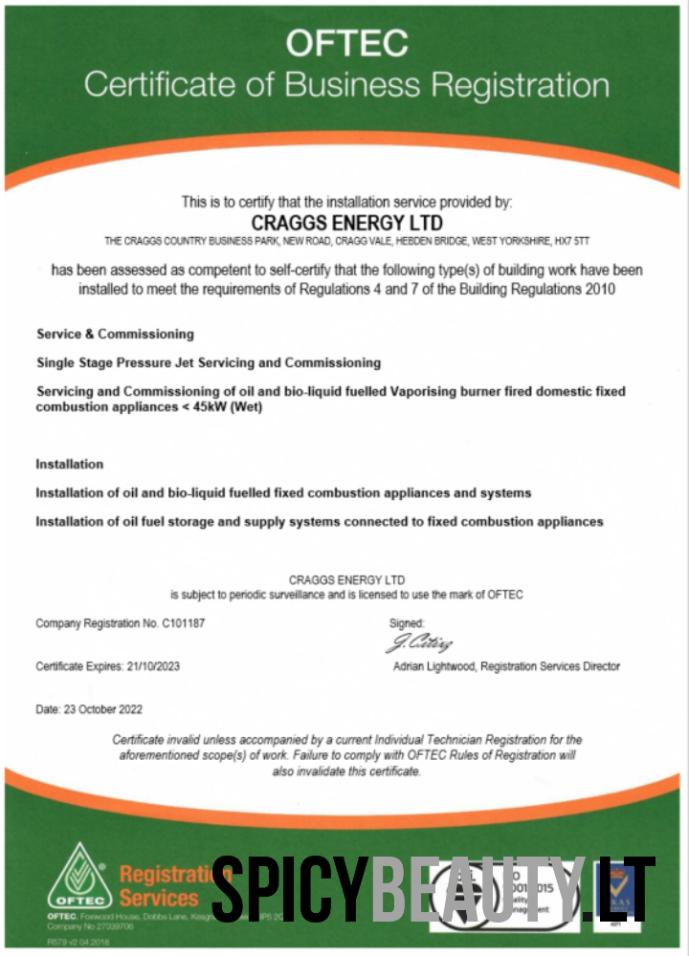 OFTEC
Certificate of Business Registration
This is to certify that the installation service provided by:
CRAGGS ENERGY LTD
THE CRAGGS COUNTRY BUSINESS PARK, NEW ROAD, CRAGG VALE, HEBDEN BRIDGE, WEST YORKSHIRE, HX7 5TT
has been assessed as competent to self-certify that the following type(s) of building work have been
installed to meet the requirements of Regulations 4 and 7 of the Building Regulations 2010
Service & Commissioning
Single Stage Pressure Jet Servicing and Commissioning
Servicing and Commissioning of oil and bio-liquid fuelled Vaporising burner fired domestic fixed
combustion appliances < 45kW (Wet)
Installation
Installation of oil and bio-liquid fuelled fixed combustion appliances and systems
Installation of oil fuel storage and supply systems connected to fixed combustion appliances
CRAGGS ENERGY LTD
is subject to periodic surveillance and is licensed to use the mark of OFTEC
Company Registration No. C101187
Signed:
Certificate Expires: 21/10/2023
Adrian Lightwood, Registration Services Director
Date: 23 October 2022
Certificate invalid unless accompanied by a current Individual Technician Registration for the
aforementioned scope(s) of work. Failure to comply with OFTEC Rules of Registration will
also invalidate this certificate.
OFTEC
Registration
Services
SPICYBEAUTY.LT
OFTEC, Foxwood House, Dobbs Lane,
Company No 27039706
R579 v2 04.2018